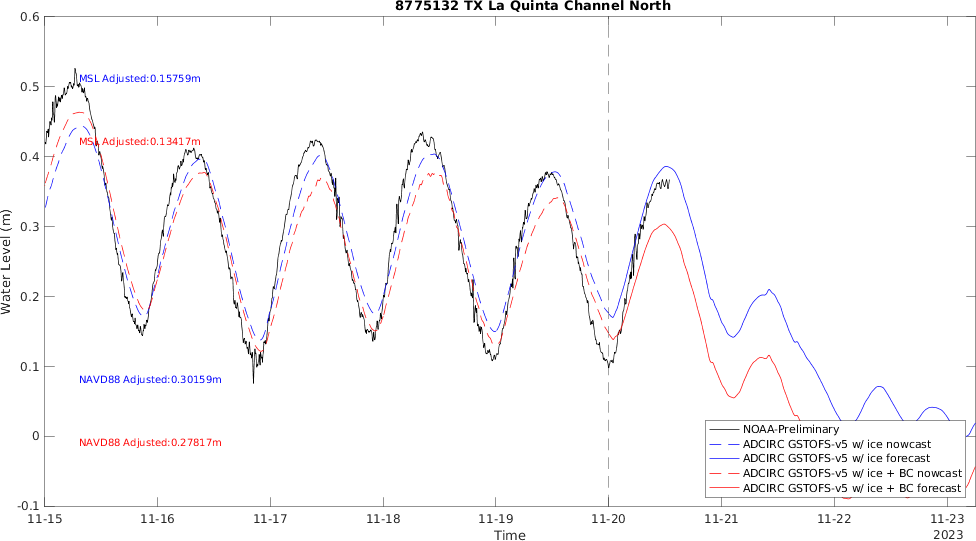 8775132 TX La Quinta Channel North
0.6
0.5
0.4
0.3
0.2
0.1
0
-0.1
Water Level (m)
MSL Adjusted:0.15759m
MSL Adjusted:0.13417m
NAVD88 Adjusted:0.30159m
NAVD88 Adjusted:0.27817m
NOAA-Preliminary
ADCIRC GSTOFS-v5 w/ ice nowcast
ADCIRC GSTOFS-v5 w/ ice forecast
ADCIRC GSTOFS-v5 w/ ice + BC nowcast
ADCIRC GSTOFS-v5 w/ ice + BC forecast
11-15 11-16 11-17 11-18 11-19 11-20 11-21 11-22 11-23
Time
2023